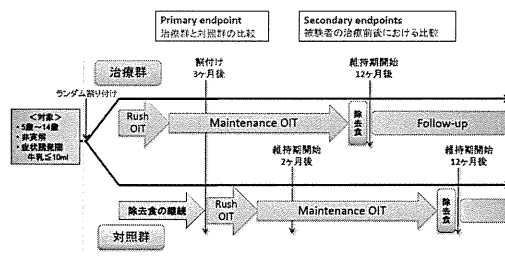 Primary endpoint
治療群と対照群の比較
Secondary endpoints
被験者の治療前後における比較
治療群
割付け
3ヶ月後
維持期開始
12ヶ月後
ランダム割り付け
<対象>
・5歳～14歳
・非寛解
・症状誘発閾
牛乳≦10ml
Rush
OIT
Maintenance OIT
除去食
Follow-up
維持期開始
2ヶ月後
維持期開始
12ヶ月後
除去食の継続
Rush
OIT
Maintenance OIT
除去食
対照群